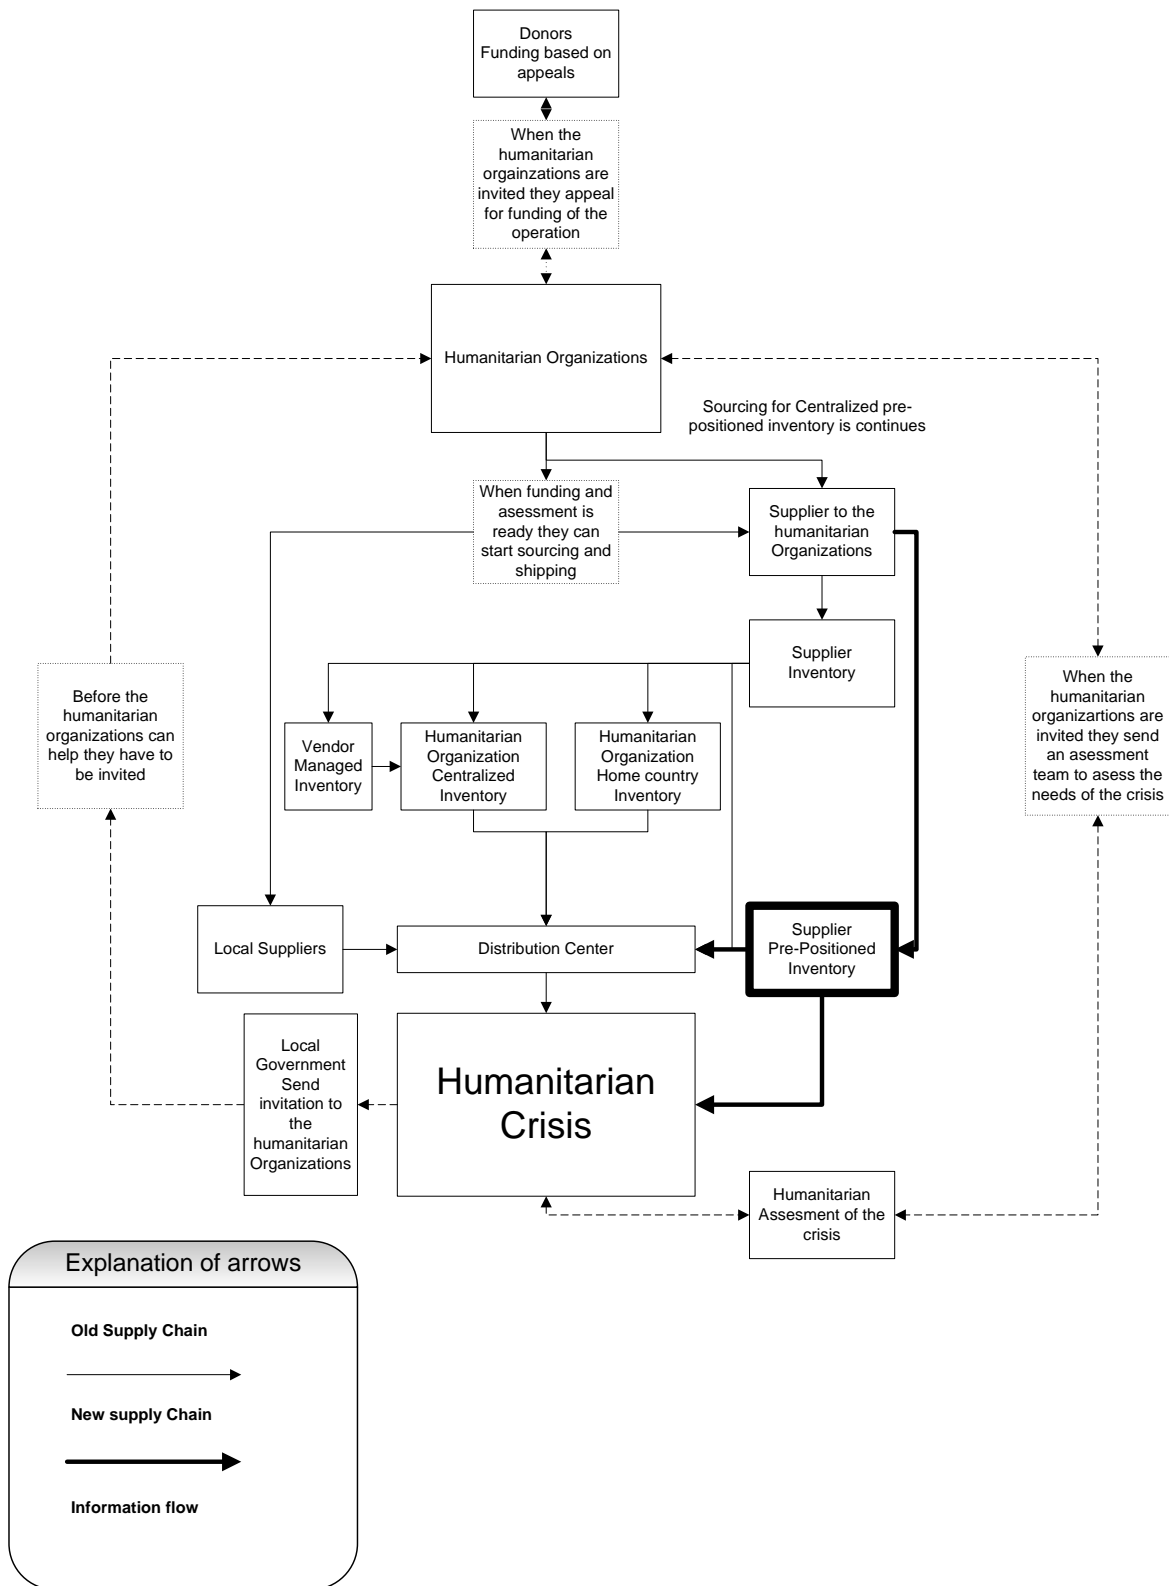 Donors
Funding based on
appeals
When the
humanitarian
orgainzations are
invited they appeal
for funding of the
operation
Humanitarian Organizations
Sourcing for Centralized pre-
positioned inventory is continues
When funding and
asessment is
ready they can
start sourcing and
shipping
Supplier to the
humanitarian
Organizations
Supplier
Inventory
Before the
humanitarian
organizations can
help they have to
be invited
When the
humanitarian
organizartions are
invited they send
an asessment
team to asess the
needs of the crisis
Vendor
Managed
Inventory
Humanitarian
Organization
Centralized
Inventory
Humanitarian
Organization
Home country
Inventory
Local Suppliers
Distribution Center
Supplier
Pre-Positioned
Inventory
Local
Government
Send
invitation to
the
humanitarian
Organizations
Humanitarian
Crisis
Humanitarian
Assesment of the
crisis
Explanation of arrows
Old Supply Chain
New supply Chain
Information flow